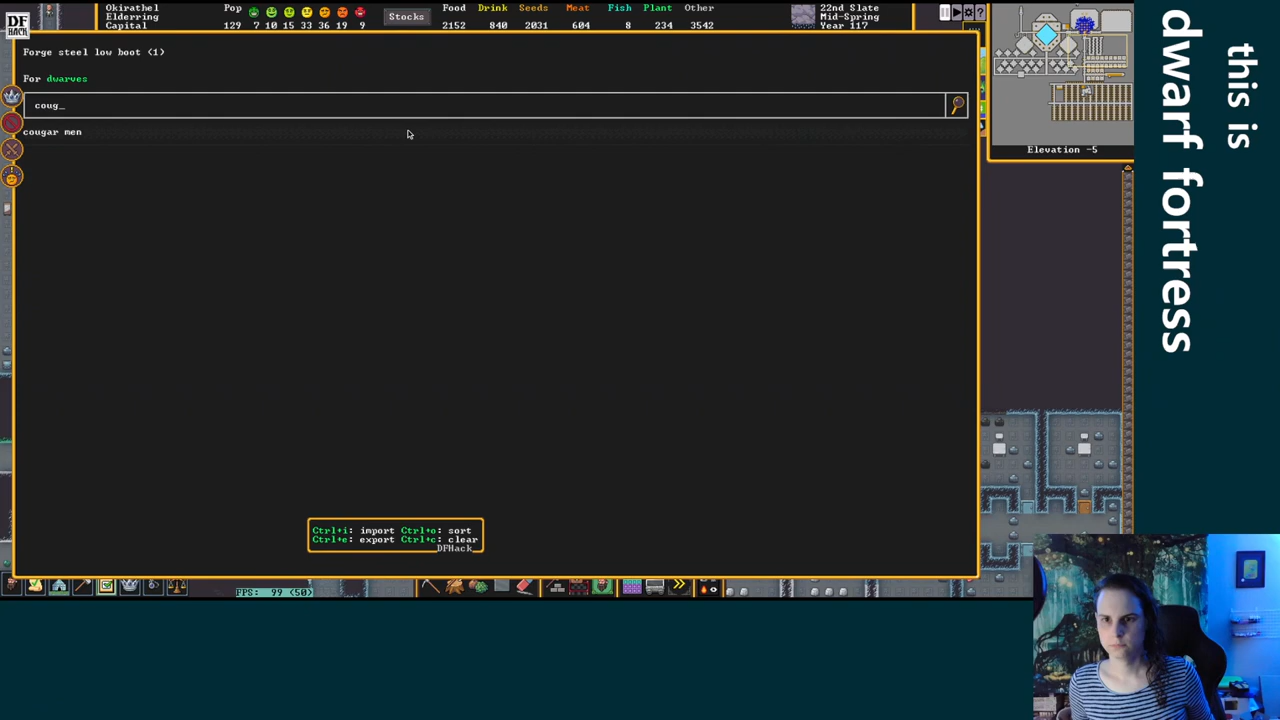 DF
HACK
Okirathel
Elderring
Capital
Pop
129 7 10 15 33 36 19 9
Stocks
Food Drink Seeds Meat Fish Plant Other
2152 840 2031 604 8 234 3542
22nd Slate
Mid-Spring
Year 117
Forge steel low boot (1)
For dwarves
coug_
cougar men
Elevation -5
Ctrl+i: import Ctrl+o: sort
Ctrl+e: export Ctrl+c: clear
DFHack
FPS: 99 (50)
this is
dwarf fortress